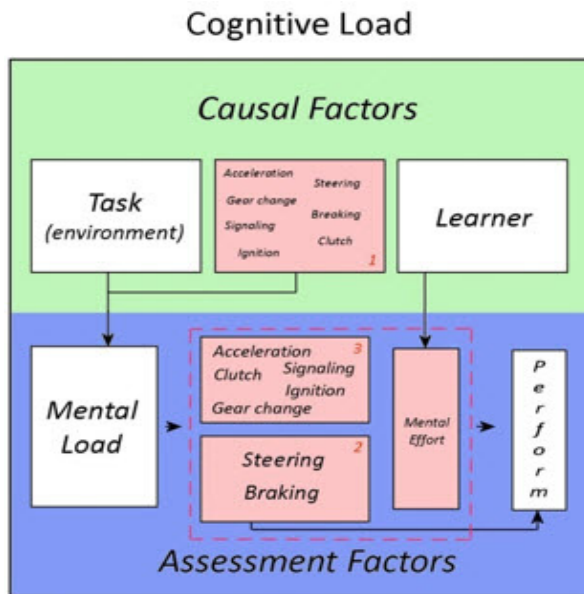 Cognitive Load
Causal Factors
Task
(environment)
Acceleration
Steering
Gear change
Breaking
Signaling
Clutch
Ignition
1
Learner
Mental
Load
Acceleration 3
Clutch Signaling
Ignition
Gear change
2
Steering
Braking
Mental
Effort
Perform
Assessment Factors